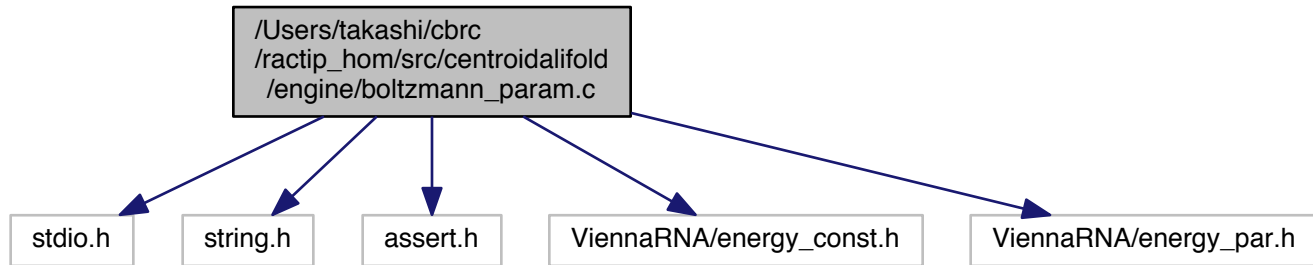 /Users/takashi/cbrc
/ractip_hom/src/centroidalifold
/engine/boltzmann_param.c
stdio.h
string.h
assert.h
ViennaRNA/energy_const.h
ViennaRNA/energy_par.h